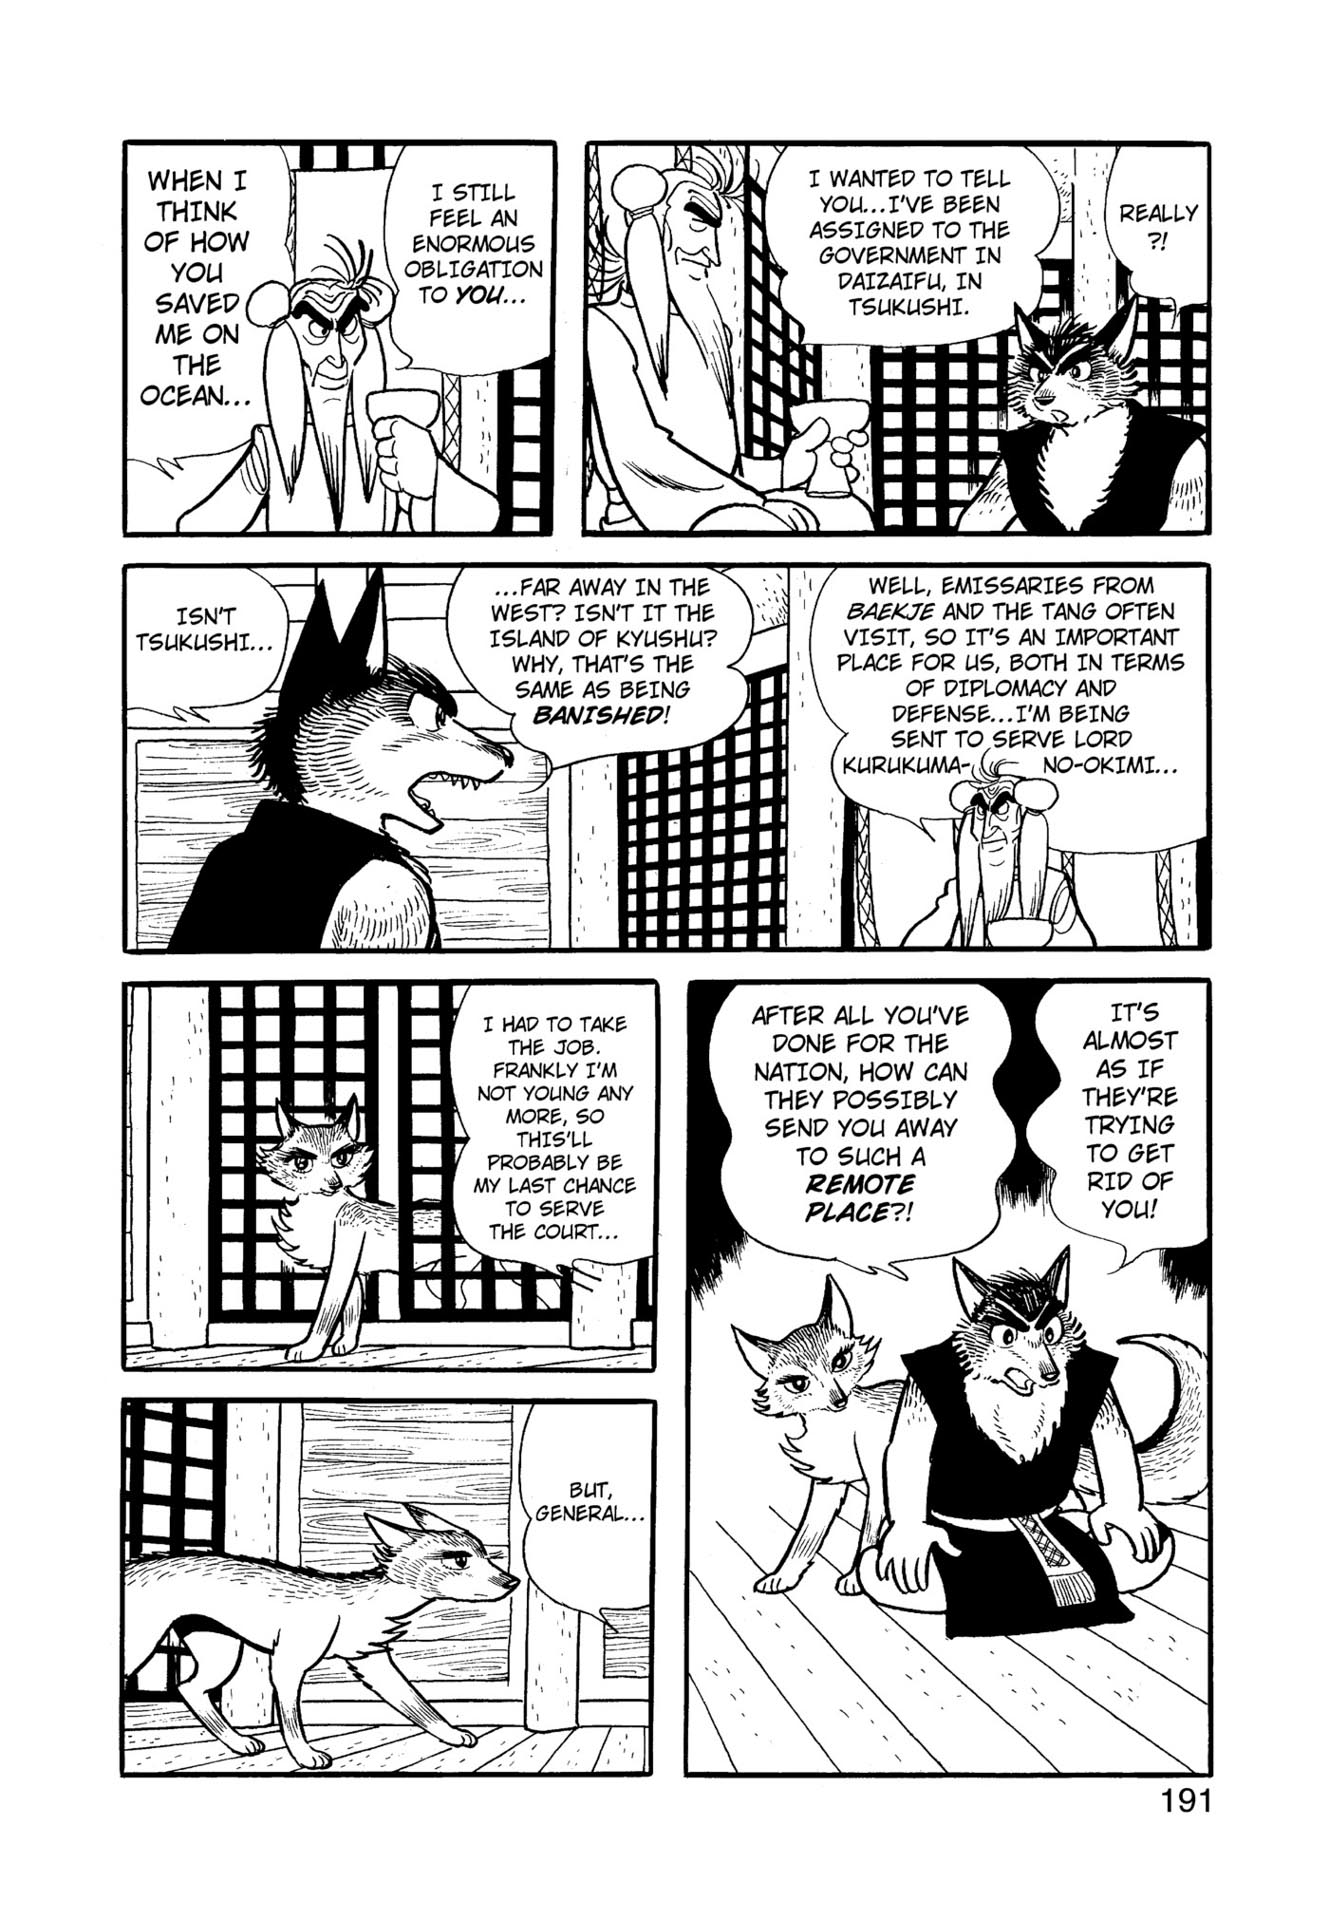 WHEN I
THINK
OF HOW
YOU
SAVED
ME ON
THE
OCEAN...
I STILL
FEEL AN
ENORMOUS
OBLIGATION
TO YOU...
I WANTED TO TELL
YOU...I'VE BEEN
ASSIGNED TO THE
GOVERNMENT IN
DAIZAIFU, IN
TSUKUSHI.
REALLY
?!
ISN'T
TSUKUSHI...
...FAR AWAY IN THE
WEST? ISN'T IT THE
ISLAND OF KYUSHU?
WHY, THAT'S THE
SAME AS BEING
BANISHED!
WELL, EMISSARIES FROM
BAEKJE AND THE TANG OFTEN
VISIT, SO IT'S AN IMPORTANT
PLACE FOR US, BOTH IN TERMS
OF DIPLOMACY AND
DEFENSE...I'M BEING
SENT TO SERVE LORD
KURUKUMA- NO-OKIMI...
I HAD TO TAKE
THE JOB.
FRANKLY I'M
NOT YOUNG ANY
MORE, SO
THIS'LL
PROBABLY BE
MY LAST CHANCE
TO SERVE
THE COURT...
BUT,
GENERAL...
AFTER ALL YOU'VE
DONE FOR THE
NATION, HOW CAN
THEY POSSIBLY
SEND YOU AWAY
TO SUCH A
REMOTE
PLACE?!
IT'S
ALMOST
AS IF
THEY'RE
TRYING
TO GET
RID OF
YOU!
191